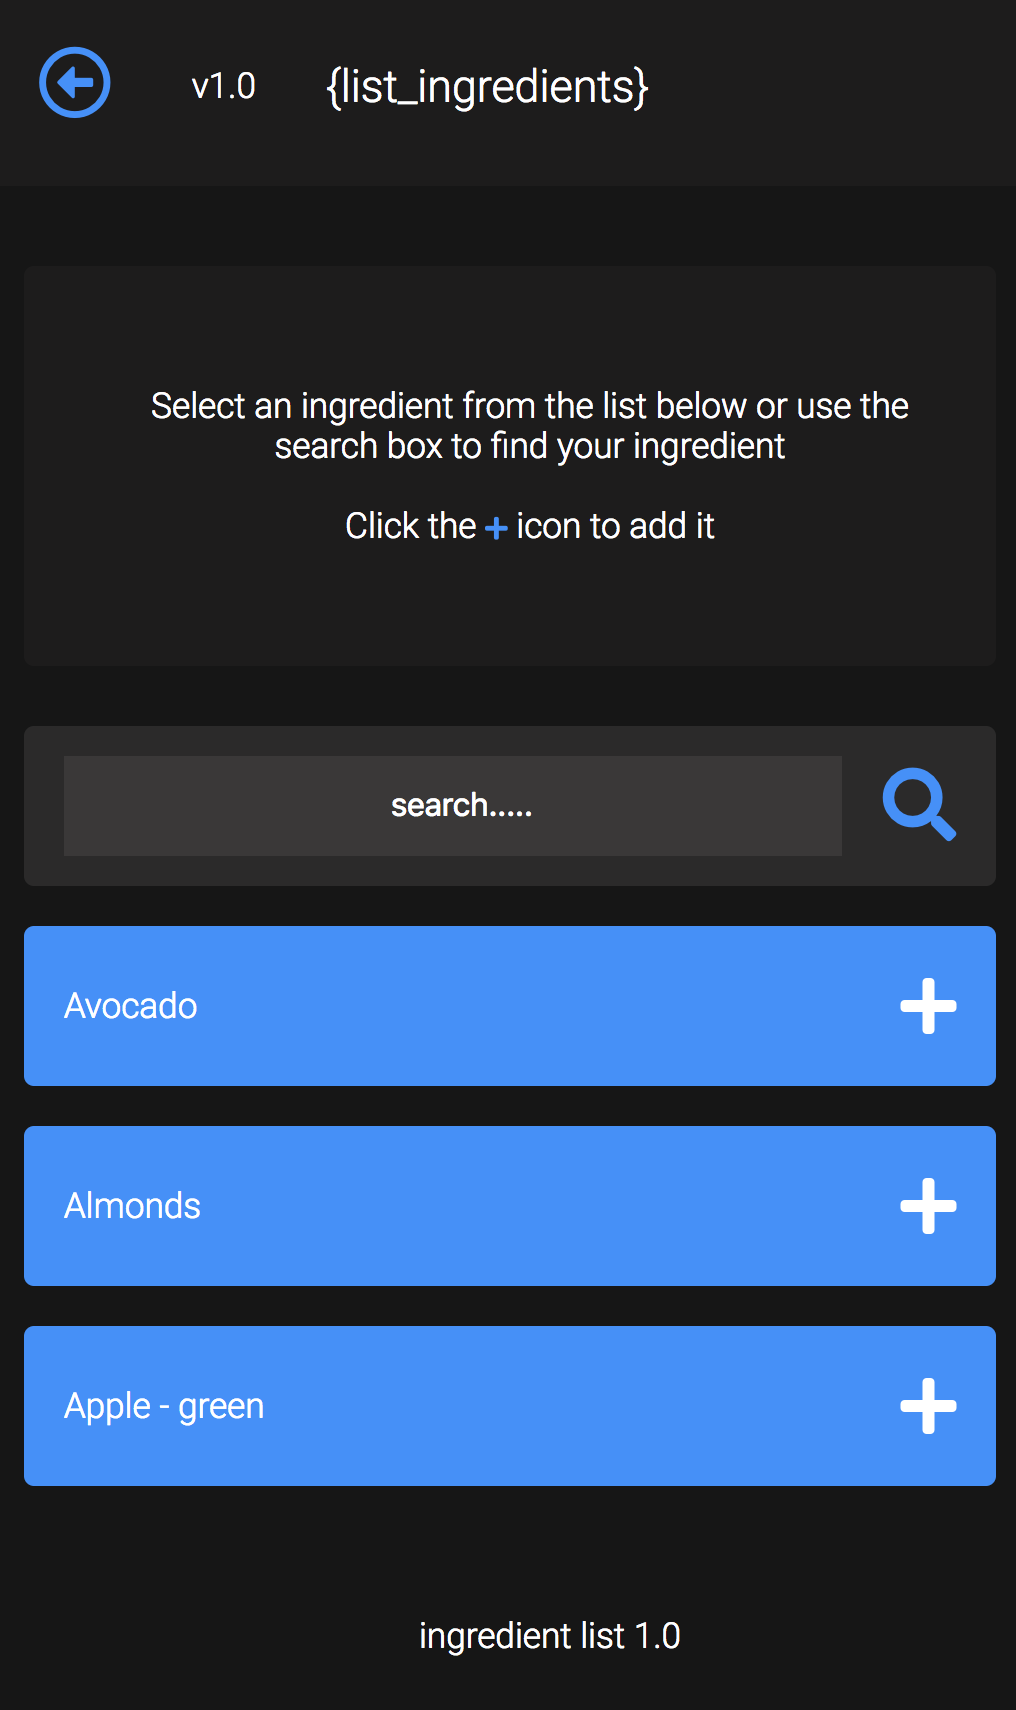 v1.0 {list_ingredients}
Select an ingredient from the list below or use the
search box to find your ingredient
Click the + icon to add it
search.....
Avocado
Almonds
Apple - green
ingredient list 1.0